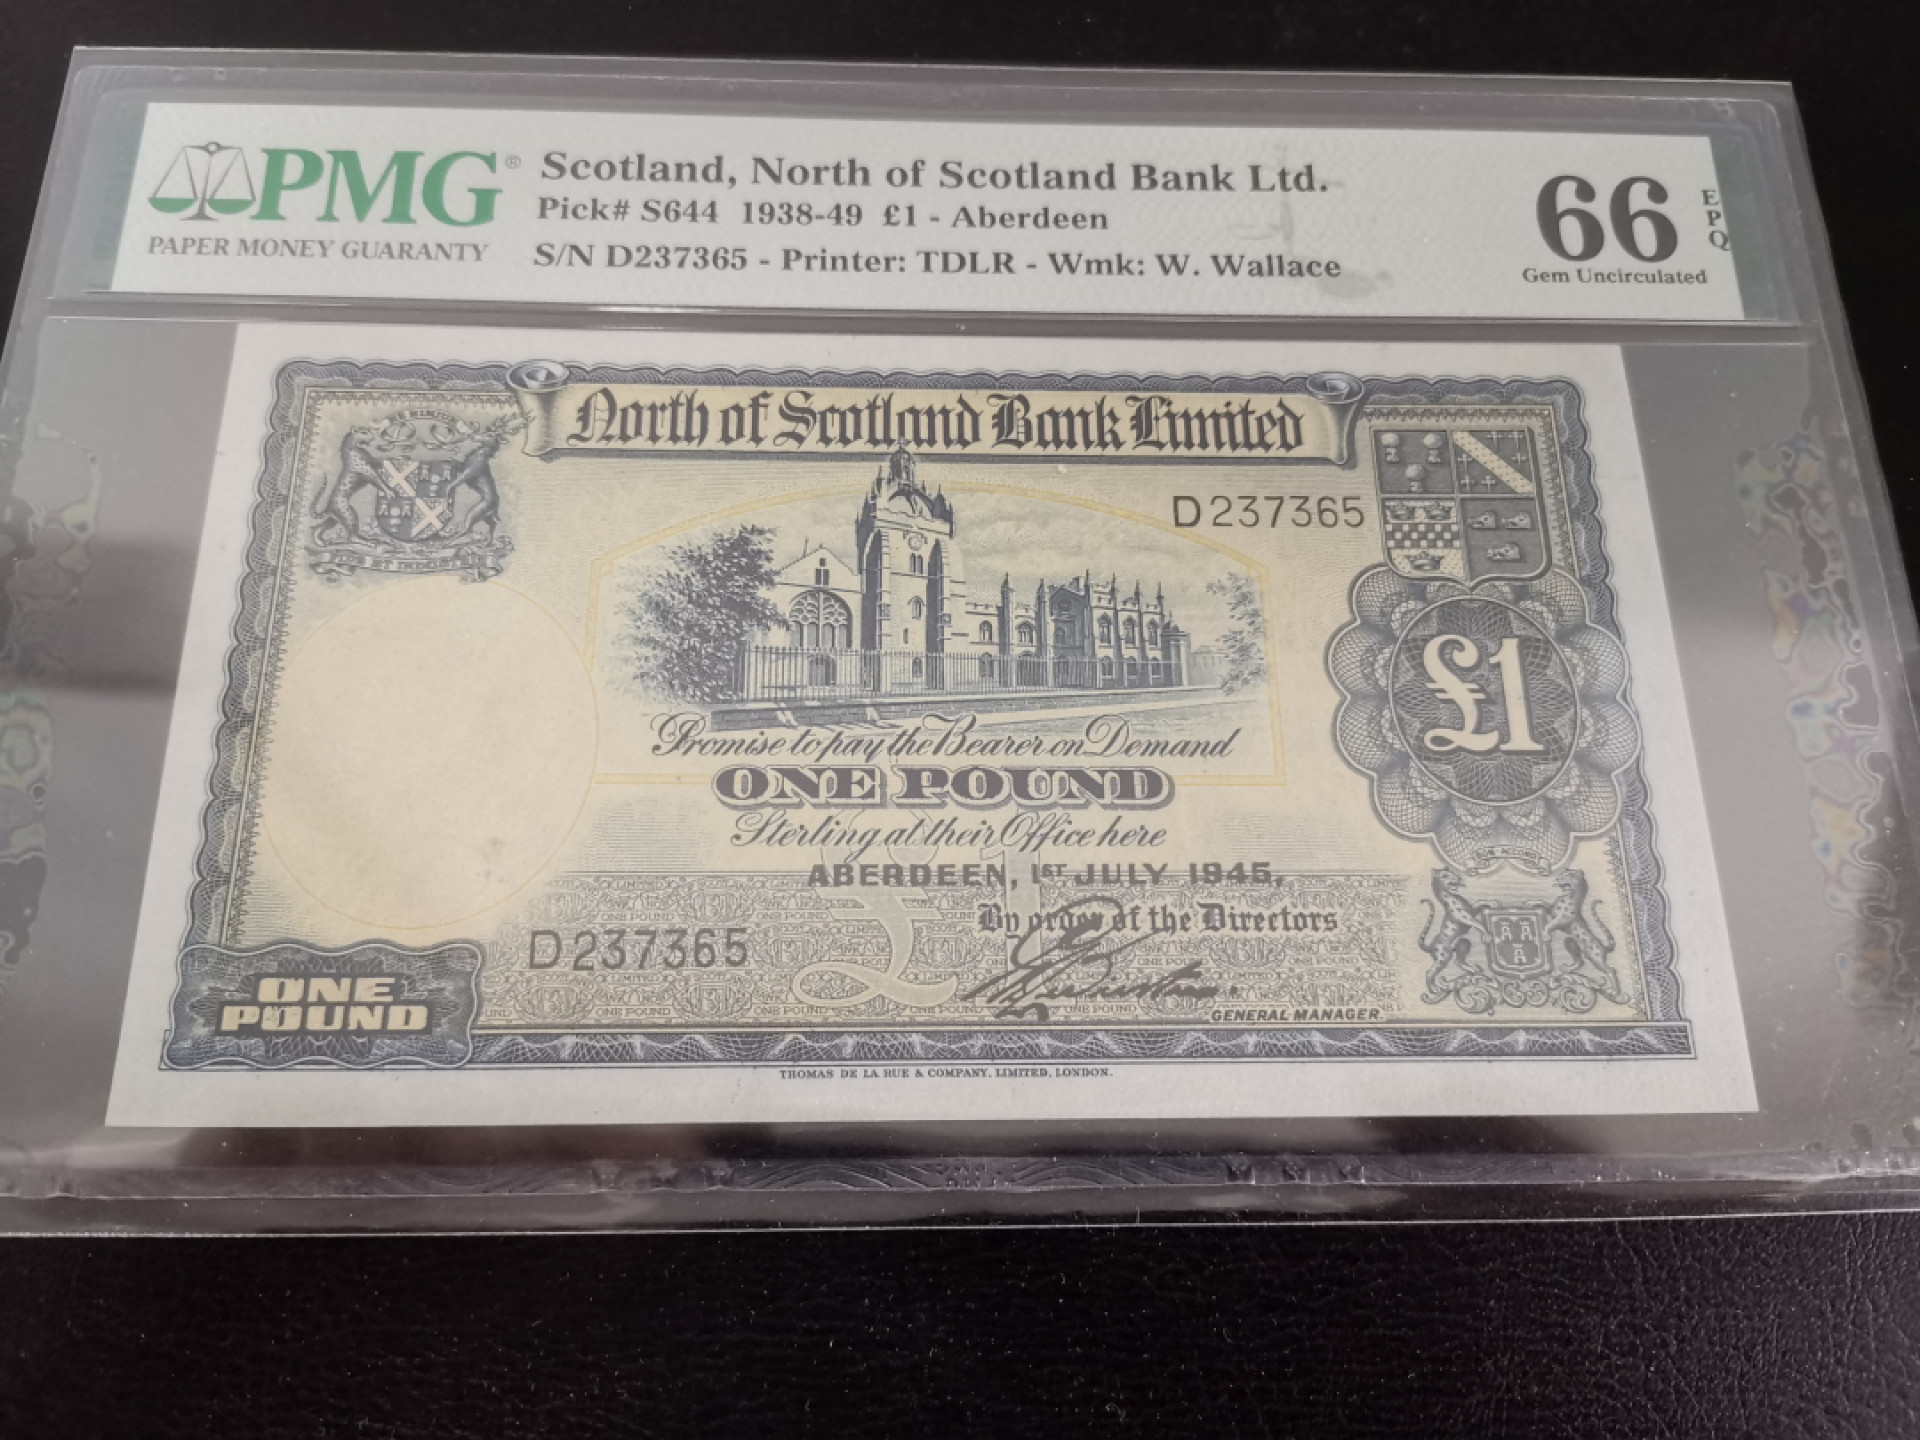 PMG®
PAPER MONEY GUARANTY
Scotland, North of Scotland Bank Ltd.
Pick# S644 1938-49 £1 - Aberdeen
S/N D237365 - Printer: TDLR - Wmk: W. Wallace
66
EPQ
Gem Uncirculated
North of Scotland Bank Limited
D237365
£1
Promise to pay the Bearer on Demand
ONE POUND
Sterling at their Office here
ABERDEEN, 1ST JULY 1945.
By order of the Directors
D237365
GENERAL MANAGER.
ONE
POUND
THOMAS DE LA RUE & COMPANY, LIMITED, LONDON.